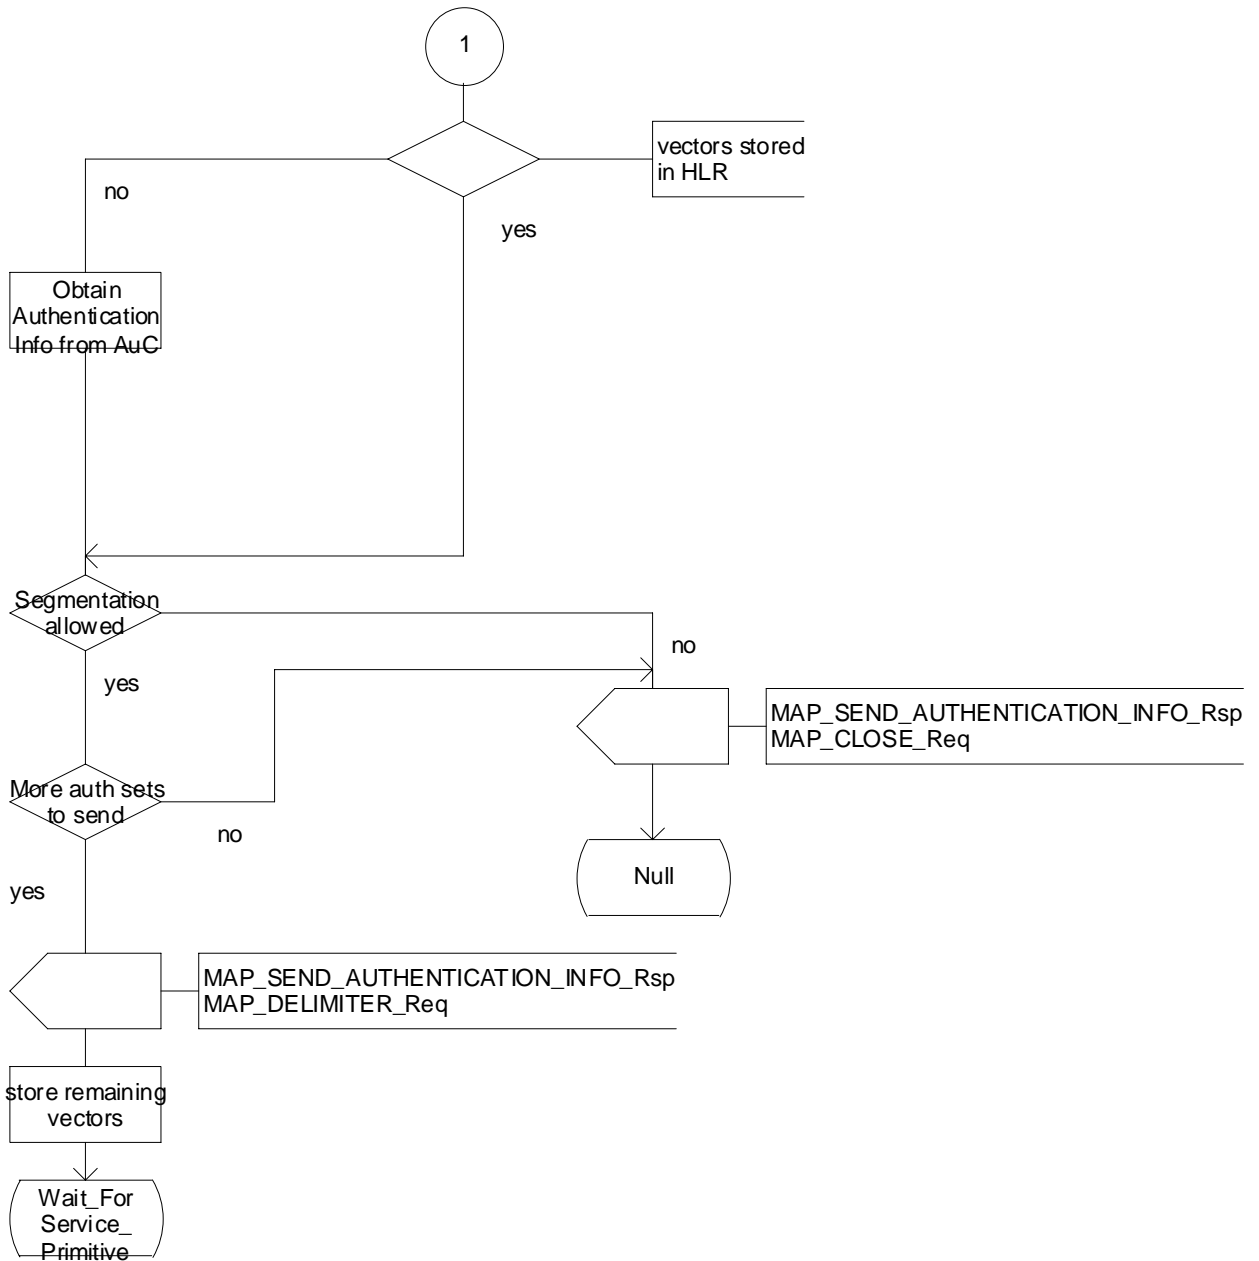 1
vectors stored
in HLR
no
yes
Obtain
Authentication
Info from AuC
Segmentation
allowed
no
yes
MAP_SEND_AUTHENTICATION_INFO_Rsp
MAP_CLOSE_Req
More auth sets
to send
no
Null
yes
MAP_SEND_AUTHENTICATION_INFO_Rsp
MAP_DELIMITER_Req
store remaining
vectors
Wait_For
Service_
Primitive